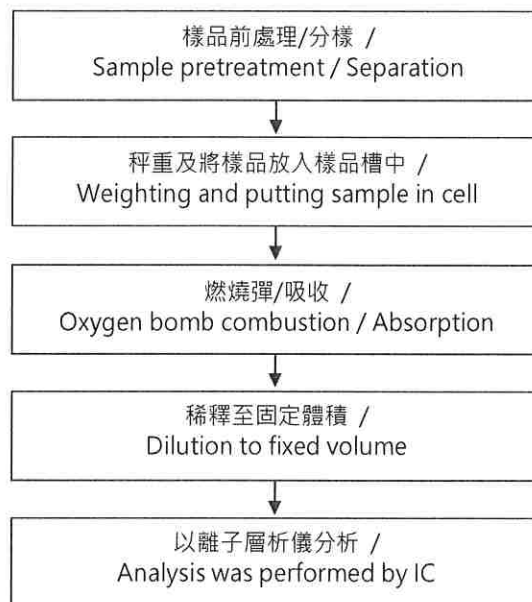 樣品前處理/分樣 /
Sample pretreatment / Separation
秤重及將樣品放入樣品槽中 /
Weighting and putting sample in cell
燃燒彈/吸收 /
Oxygen bomb combustion / Absorption
稀釋至固定體積 /
Dilution to fixed volume
以離子層析儀分析 /
Analysis was performed by IC